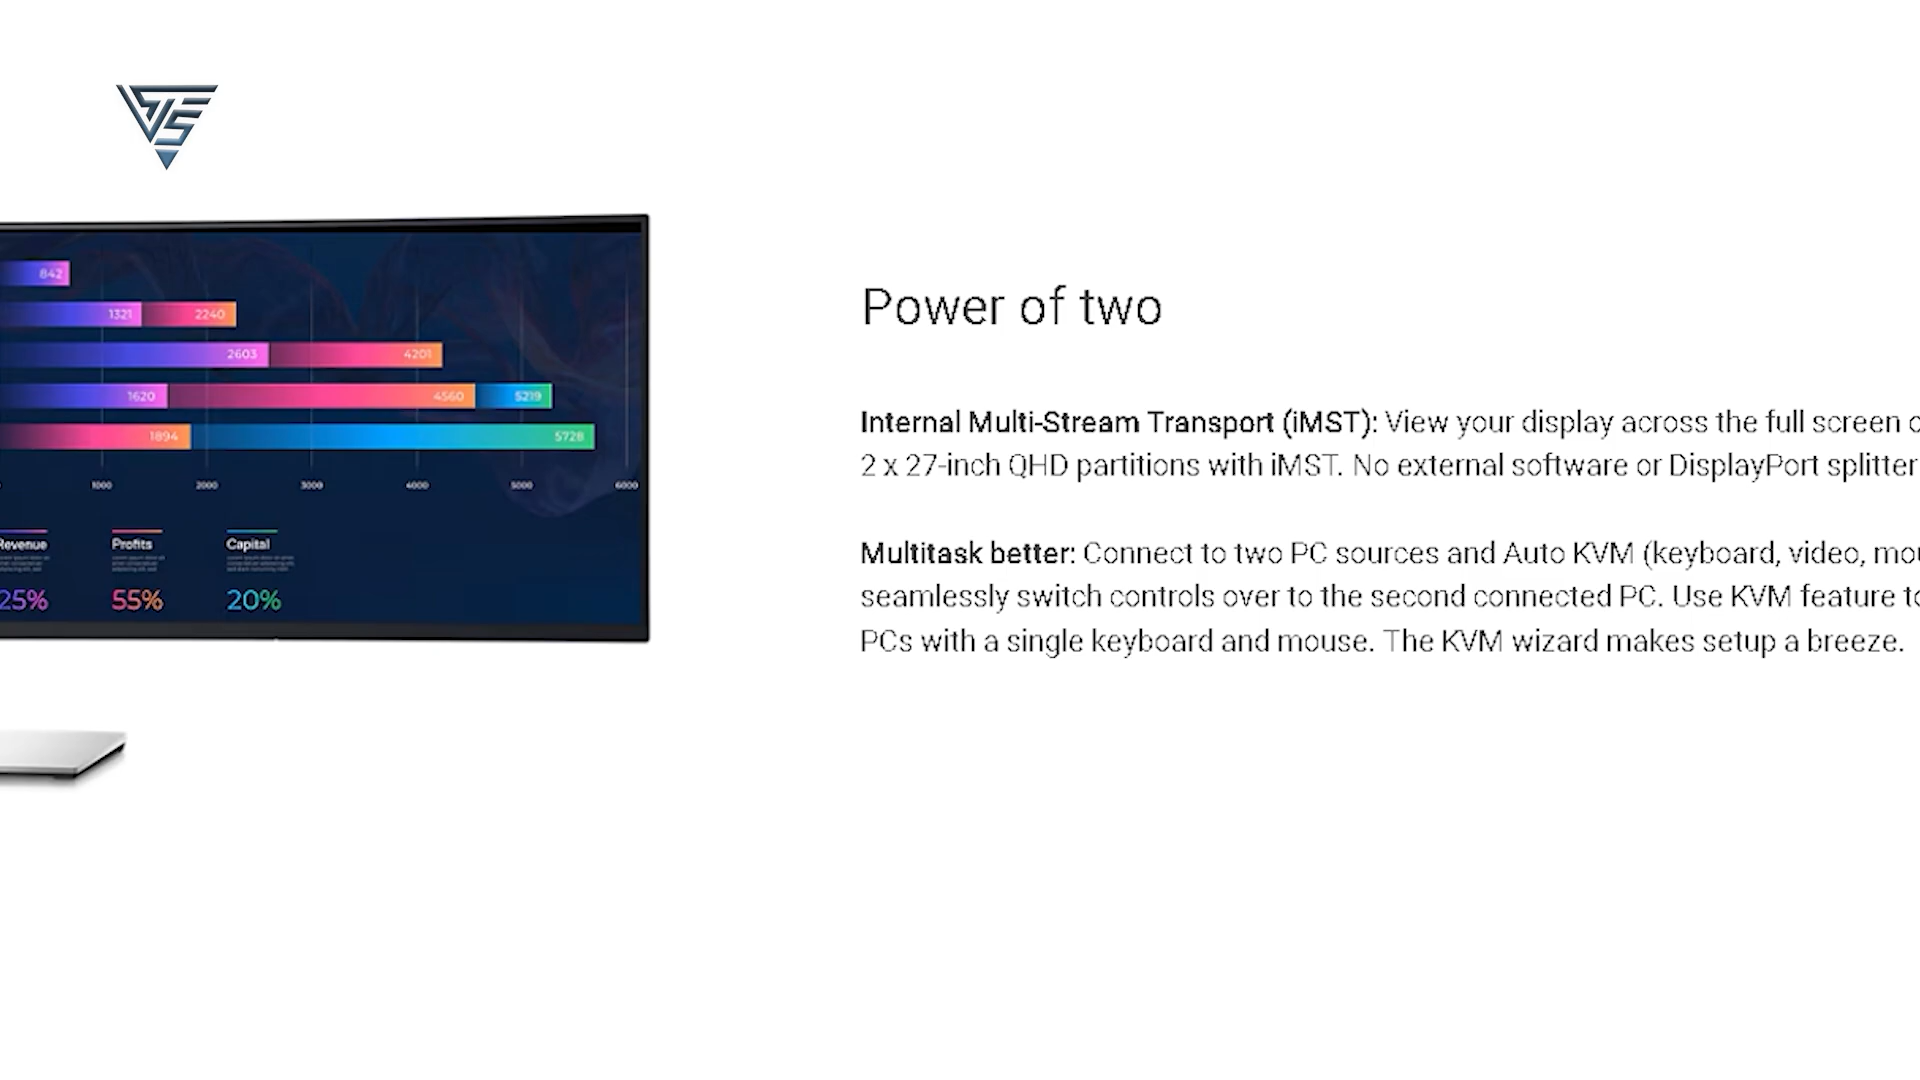 842
1321 2240
2603 4201
1620 4560 5219
1894 5728
1000 2000 3000 4000 5000 6000
Revenue Profits Capital
25% 55% 20%
Power of two
Internal Multi-Stream Transport (iMST): View your display across the full screen
2 x 27-inch QHD partitions with iMST. No external software or DisplayPort splitter
Multitask better: Connect to two PC sources and Auto KVM (keyboard, video,
seamlessly switch controls over to the second connected PC. Use KVM feature
PCs with a single keyboard and mouse. The KVM wizard makes setup a breeze.